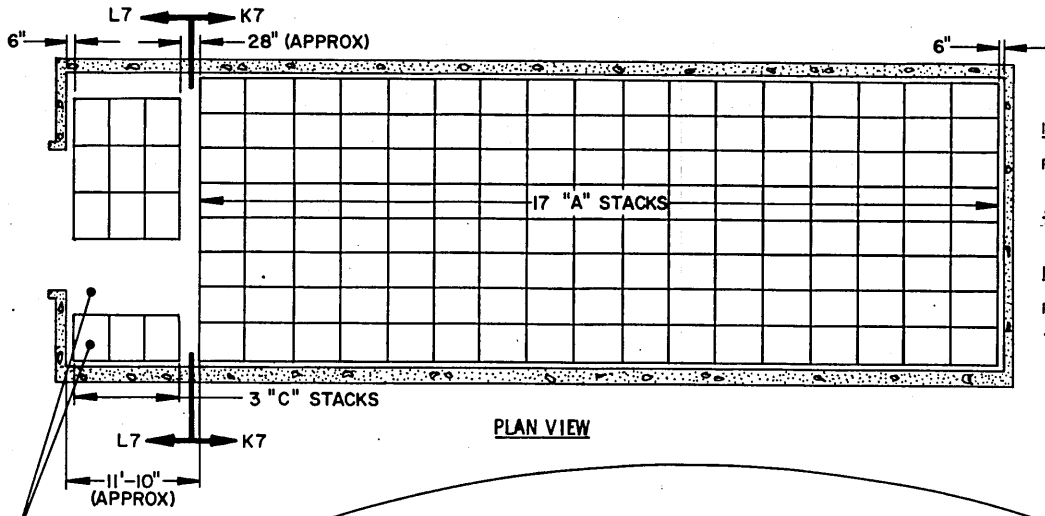 L7 K7
6" 28" (APPROX) 6"
17 "A" STACKS
3 "C" STACKS
L7 K7
PLAN VIEW
11'-10"
(APPROX)